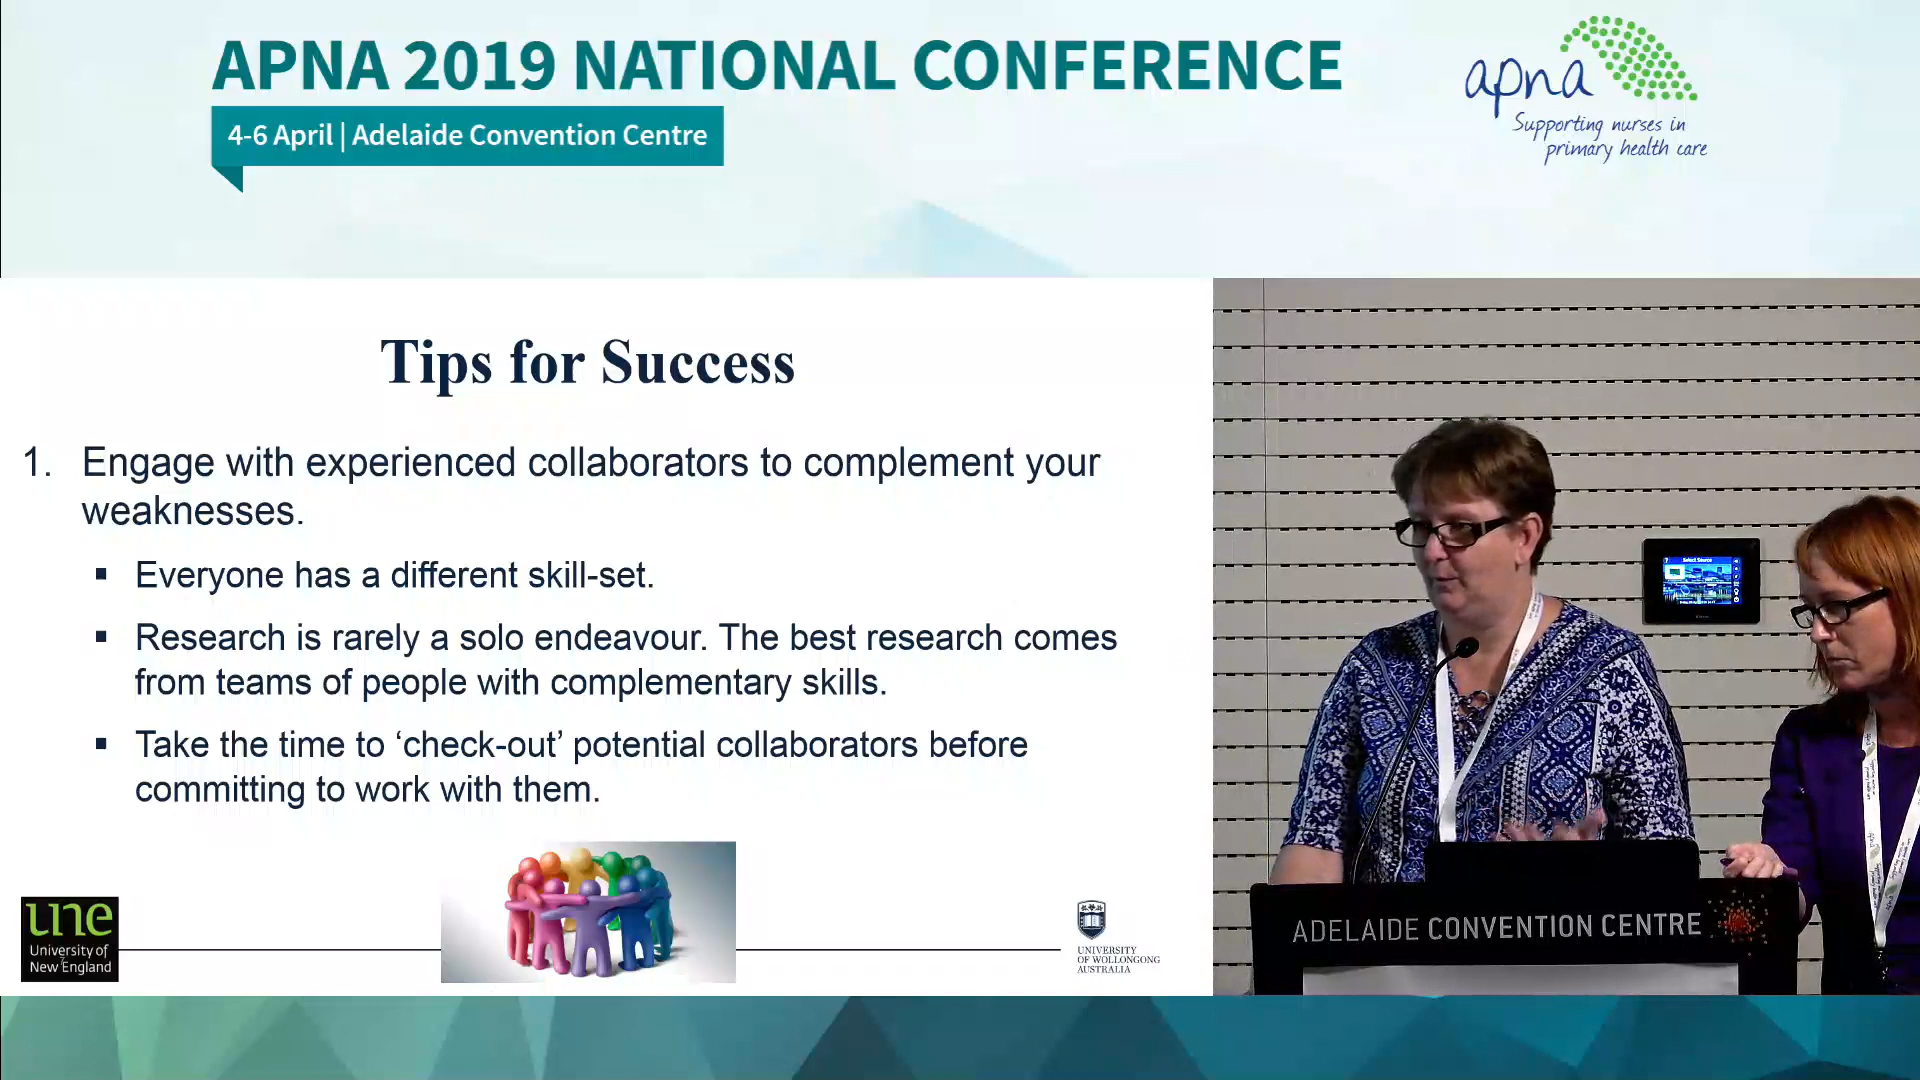 APNA 2019 NATIONAL CONFERENCE
4-6 April | Adelaide Convention Centre
apna
Supporting nurses in
primary health care
Tips for Success
1. Engage with experienced collaborators to complement your
weaknesses.
▪ Everyone has a different skill-set.
▪ Research is rarely a solo endeavour. The best research comes
from teams of people with complementary skills.
▪ Take the time to ‘check-out’ potential collaborators before
committing to work with them.
une
University of
New England
UNIVERSITY
OF WOLLONGONG
AUSTRALIA
Select Source
ADELAIDE CONVENTION CENTRE